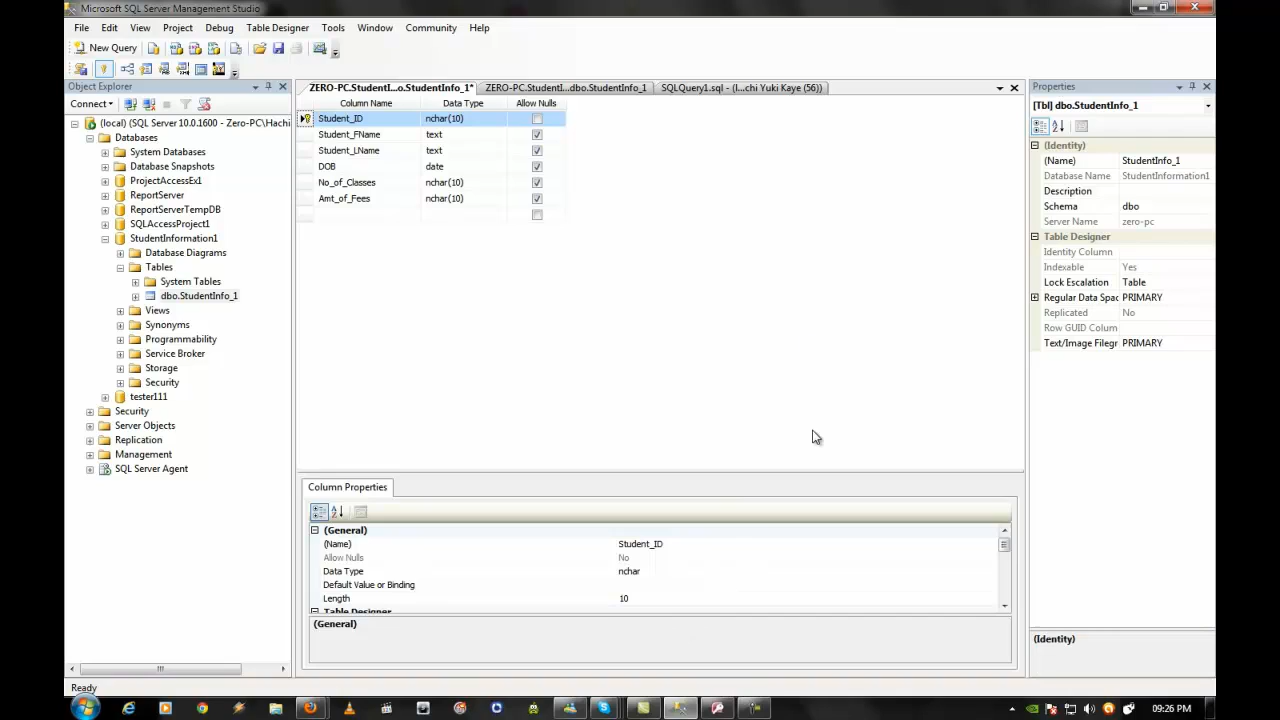 Microsoft SQL Server Management Studio
File Edit View Project Debug Table Designer Tools Window Community Help
New Query
Object Explorer
Connect
(local) (SQL Server 10.0.1600 - Zero-PC\Hachi
Databases
System Databases
Database Snapshots
ProjectAccessEx1
ReportServer
ReportServerTempDB
SQLAccessProject1
StudentInformation1
Database Diagrams
Tables
System Tables
dbo.StudentInfo_1
Views
Synonyms
Programmability
Service Broker
Storage
Security
tester111
Security
Server Objects
Replication
Management
SQL Server Agent
ZERO-PC.StudentI...o.StudentInfo_1* ZERO-PC.StudentI...dbo.StudentInfo_1 SQLQuery1.sql - (l...chi Yuki Kaye (56))
Column Name Data Type Allow Nulls
Student_ID nchar(10)
Student_FName text
Student_LName text
DOB date
No_of_Classes nchar(10)
Amt_of_Fees nchar(10)
Column Properties
(General)
(Name) Student_ID
Allow Nulls No
Data Type nchar
Default Value or Binding
Length 10
Table Designer
(General)
Properties
[Tbl] dbo.StudentInfo_1
(Identity)
(Name) StudentInfo_1
Database Name StudentInformation1
Description
Schema dbo
Server Name zero-pc
Table Designer
Identity Column
Indexable Yes
Lock Escalation Table
Regular Data Spac PRIMARY
Replicated No
Row GUID Colum
Text/Image Filegr PRIMARY
(Identity)
Ready
09:26 PM